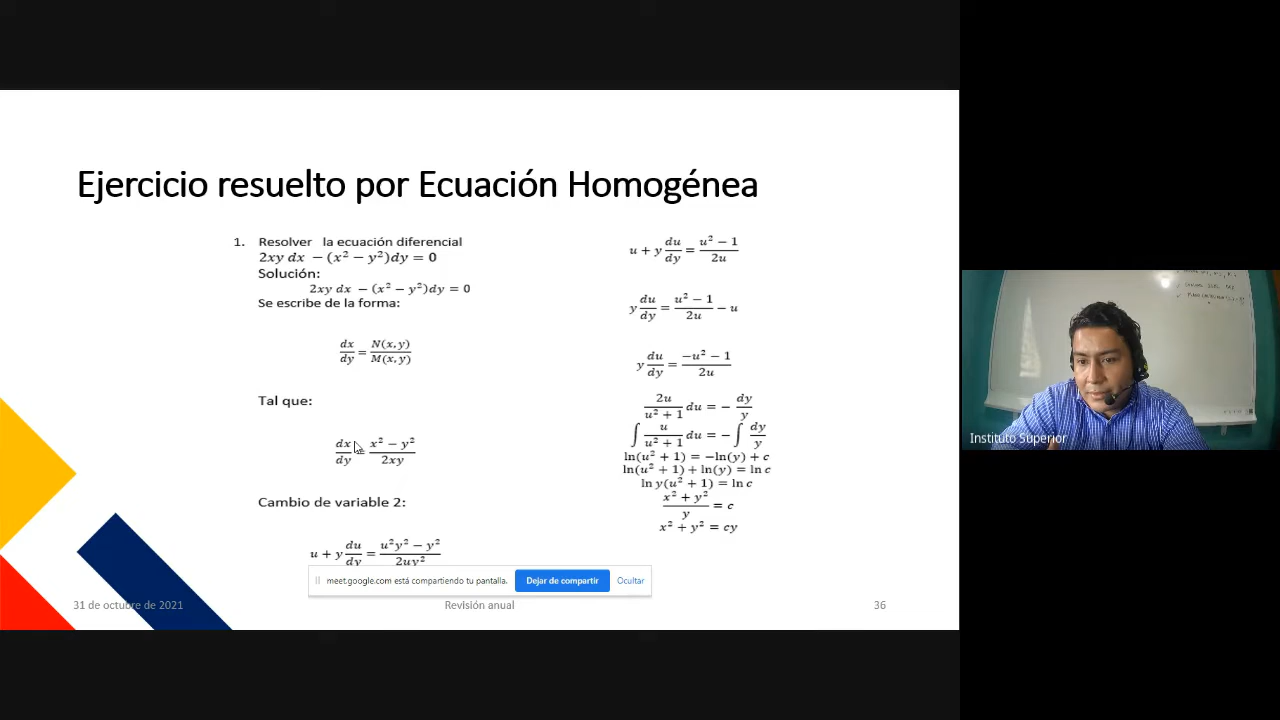 Ejercicio resuelto por Ecuación Homogénea
1. Resolver la ecuación diferencial
2xy dx − (x² − y²)dy = 0
Solución:
2xy dx − (x² − y²)dy = 0
Se escribe de la forma:
dx/dy = N(x,y)/M(x,y)
Tal que:
dx/dy = x² − y²/2xy
Cambio de variable 2:
u + y du/dy = u²y² − y²/2uy²
u + y du/dy = u² − 1/2u
y du/dy = u² − 1/2u − u
y du/dy = −u² − 1/2u
2u/u² + 1 du = − dy/y
∫ u/u² + 1 du = − ∫ dy/y
ln(u² + 1) = −ln(y) + c
ln(u² + 1) + ln(y) = ln c
ln y(u² + 1) = ln c
x² + y²/y = c
x² + y² = cy
meet.google.com está compartiendo tu pantalla.
Dejar de compartir
Ocultar
31 de octubre de 2021
Revisión anual
36
Instituto Superior